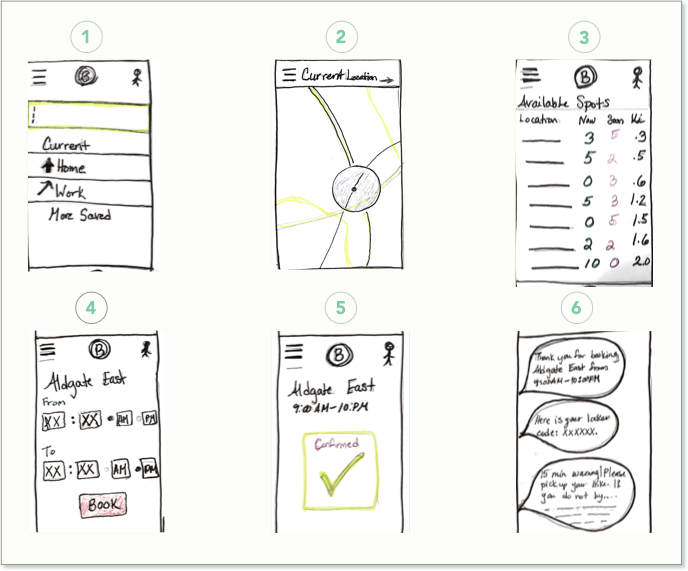 1
B
Current
Home
Work
More Saved
2
Current Location
3
B
Available Spots
Location Now Soon Ki.
3 5 .3
5 2 .5
0 3 .6
5 3 1.2
0 5 1.5
2 2 1.6
10 0 2.0
4
B
Aldgate East
From
XX : XX AM PM
To
XX : XX AM PM
BOOK
5
B
Aldgate East
9:00 AM - 10:PM
Confirmed
6
Thank you for booking
Aldgate East from
9:00AM-10:00PM
Here is your locker
code: XXXXXX.
15 min warning! Please
pick up your bike. If
you do not by....